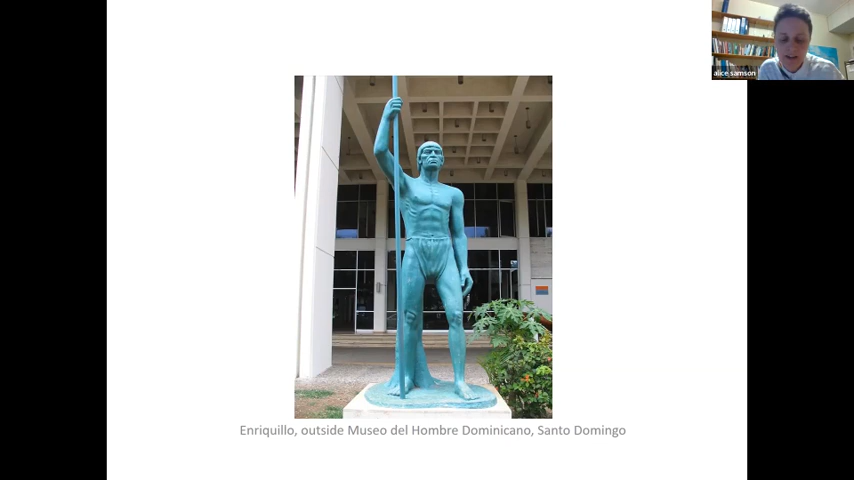 alice samson
Enriquillo, outside Museo del Hombre Dominicano, Santo Domingo